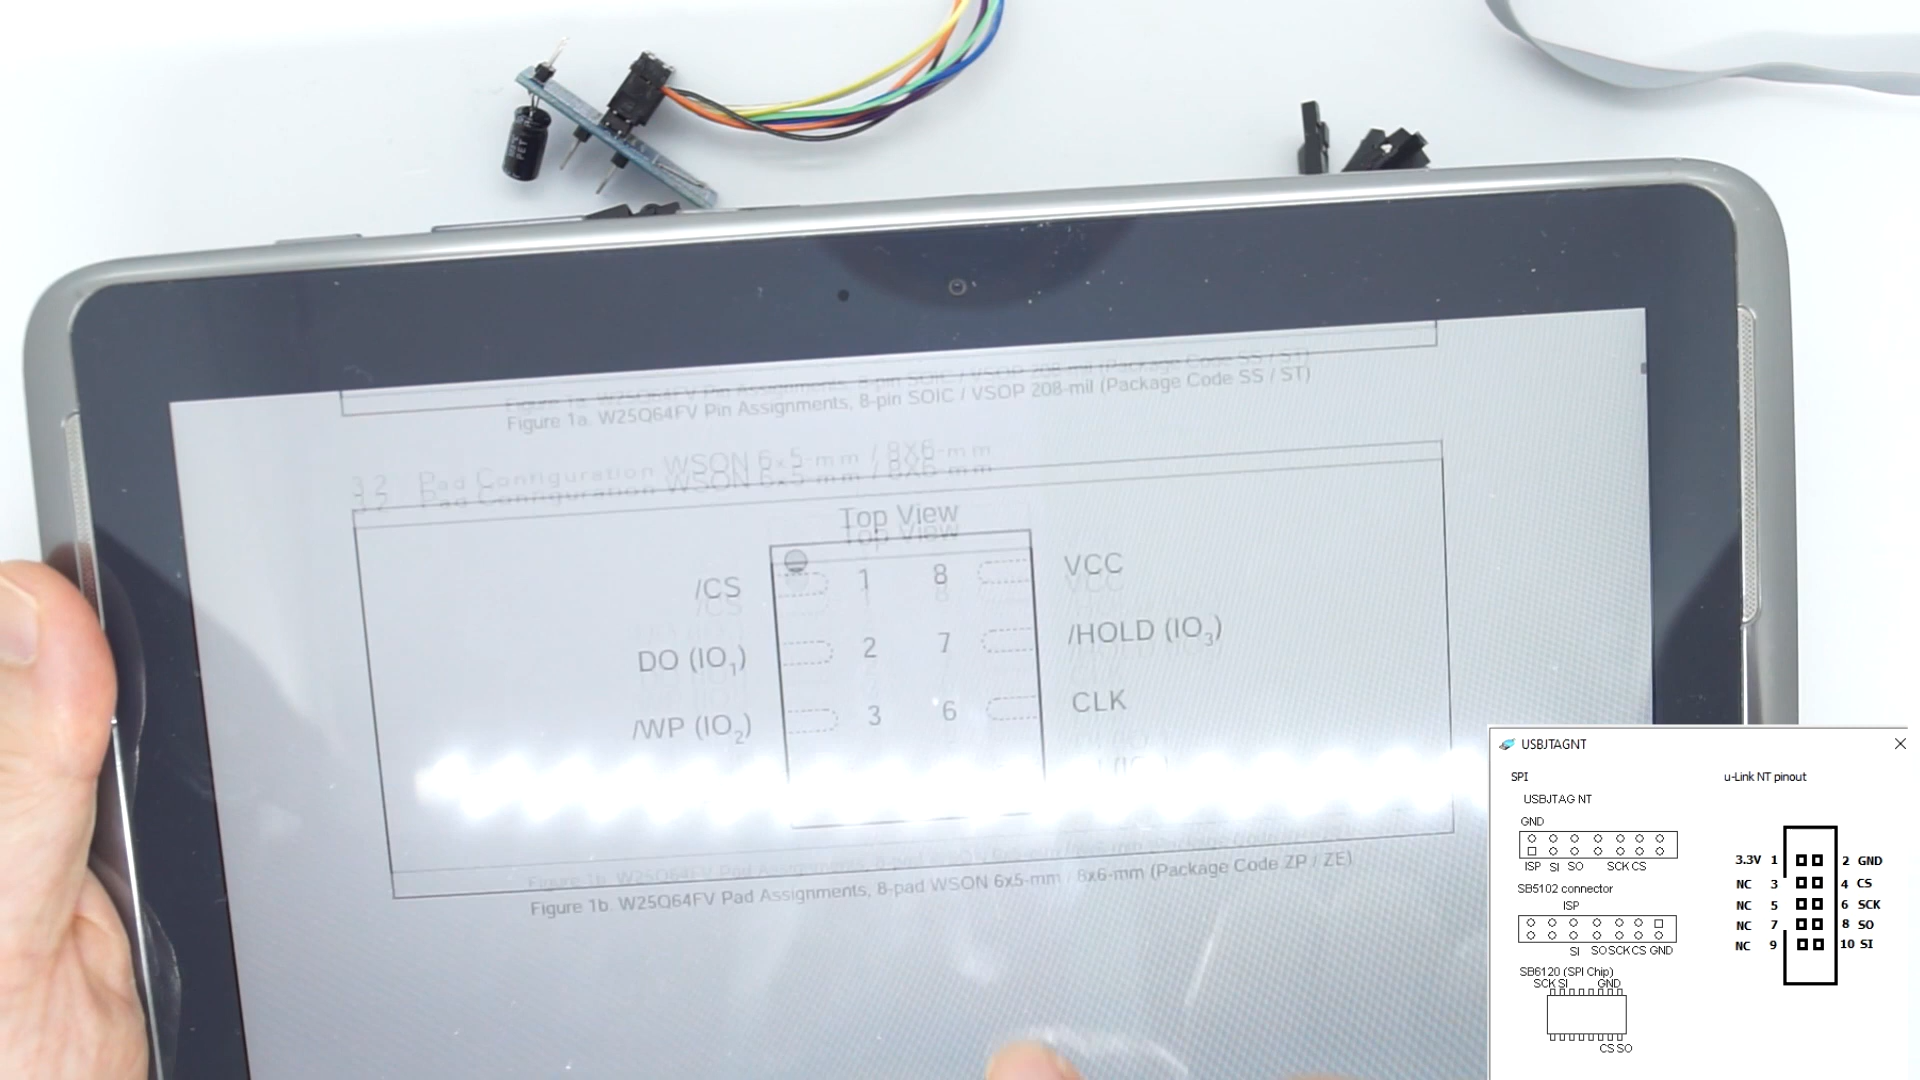 PET
Figure 1a. W25Q64FV Pin Assignments, 8-pin SOIC / VSOP 208-mil (Package Code SS / ST)
3.2 Pad Configuration WSON 6x5-mm / 8X6-mm
Top View
/CS 1 8 VCC
DO (IO1) 2 7 /HOLD (IO3)
/WP (IO2) 3 6 CLK
Figure 1b. W25Q64FV Pad Assignments, 8-pad WSON 6x5-mm / 8x6-mm (Package Code ZP / ZE)
USBJTAGNT
SPI
USBJTAG NT
GND
ISP SI SO SCK CS
SB5102 connector
ISP
SI SO SCK CS GND
SB6120 (SPI Chip)
SCK SI GND
CS SO
u-Link NT pinout
3.3V 1 2 GND
NC 3 4 CS
NC 5 6 SCK
NC 7 8 SO
NC 9 10 SI